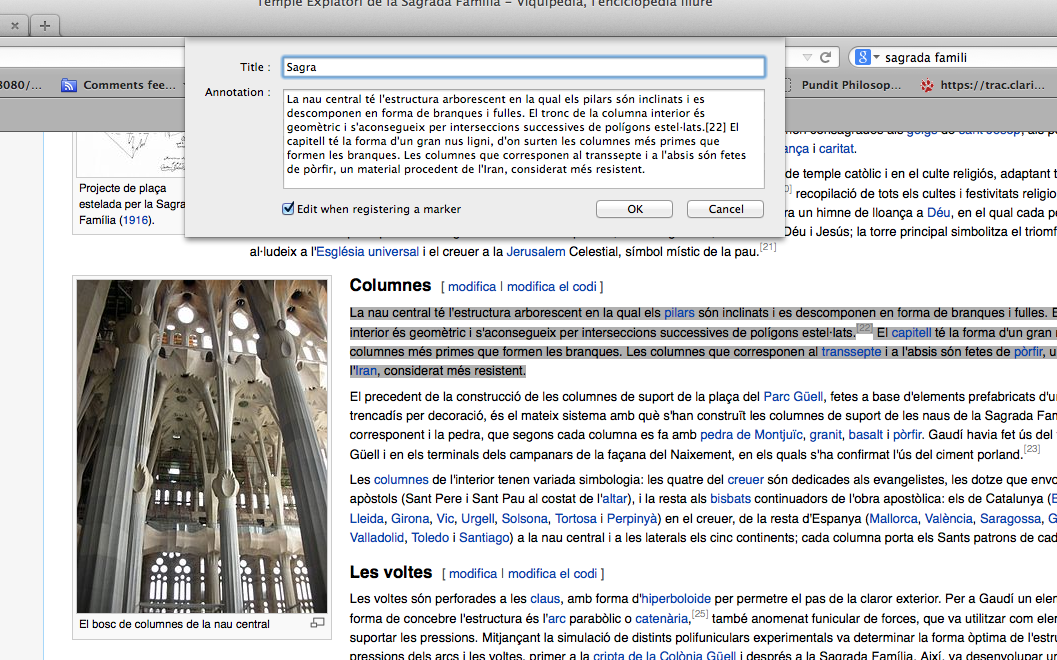 Temple Expiatori de la Sagrada Família – Viquipèdia, l'enciclopèdia lliure
sagrada famili
8080/...
Comments fee...
Pundit Philosop...
https://trac.clari...
Title :
Sagra
Annotation :
La nau central té l'estructura arborescent en la qual els pilars són inclinats i es
descomponen en forma de branques i fulles. El tronc de la columna interior és
geomètric i s'aconsegueix per interseccions successives de polígons estel·lats.[22] El
capitell té la forma d'un gran nus ligni, d'on surten les columnes més primes que
formen les branques. Les columnes que corresponen al transsepte i a l'absis són fetes
de pòrfir, un material procedent de l'Iran, considerat més resistent.
Edit when registering a marker
OK
Cancel
Projecte de plaça
estelada per la Sagra
Família (1916).
i caritat.
de temple catòlic i en el culte religiós, adaptant
recopilació de tots els cultes i festivitats religio
un himne de lloança a Déu, en el qual cada
Déu i Jesús; la torre principal simbolitza el triomf
al·ludeix a l'Església universal i el creuer a la Jerusalem Celestial, símbol místic de la pau.[21]
Columnes [ modifica | modifica el codi ]
La nau central té l'estructura arborescent en la qual els pilars són inclinats i es descomponen en forma de branques i fulles.
interior és geomètric i s'aconsegueix per interseccions successives de polígons estel·lats.[22] El capitell té la forma d'un gran
columnes més primes que formen les branques. Les columnes que corresponen al transsepte i a l'absis són fetes de pòrfir,
l'Iran, considerat més resistent.
El precedent de la construcció de les columnes de suport de la plaça del Parc Güell, fetes a base d'elements prefabricats
trencadís per decoració, és el mateix sistema amb què s'han construït les columnes de suport de les naus de la Sagrada Fam
corresponent i la pedra, que segons cada columna es fa amb pedra de Montjuïc, granit, basalt i pòrfir. Gaudí havia fet ús del
Güell i en els terminals dels campanars de la façana del Naixement, en els quals s'ha confirmat l'ús del ciment porland.[23]
Les columnes de l'interior tenen variada simbologia: les quatre del creuer són dedicades als evangelistes, les dotze que envo
apòstols (Sant Pere i Sant Pau al costat de l'altar), i la resta als bisbats continuadors de l'obra apostòlica: els de Catalunya
Lleida, Girona, Vic, Urgell, Solsona, Tortosa i Perpinyà) en el creuer, de la resta d'Espanya (Mallorca, València, Saragossa,
Valladolid, Toledo i Santiago) a la nau central i a les laterals els cinc continents; cada columna porta els Sants patrons de cad
El bosc de columnes de la nau central
Les voltes [ modifica | modifica el codi ]
Les voltes són perforades a les claus, amb forma d'hiperboloide per permetre el pas de la claror exterior. Per a Gaudí un
forma de concebre l'estructura és l'arc parabòlic o catenària,[25] també anomenat funicular de forces, que va utilitzar com
suportar les pressions. Mitjançant la simulació de distints polifuniculars experimentals va determinar la forma òptima de
pressions dels arcs i les voltes, primer a la cripta de la Colònia Güell i després a la Sagrada Família. Així, va desenvolupar